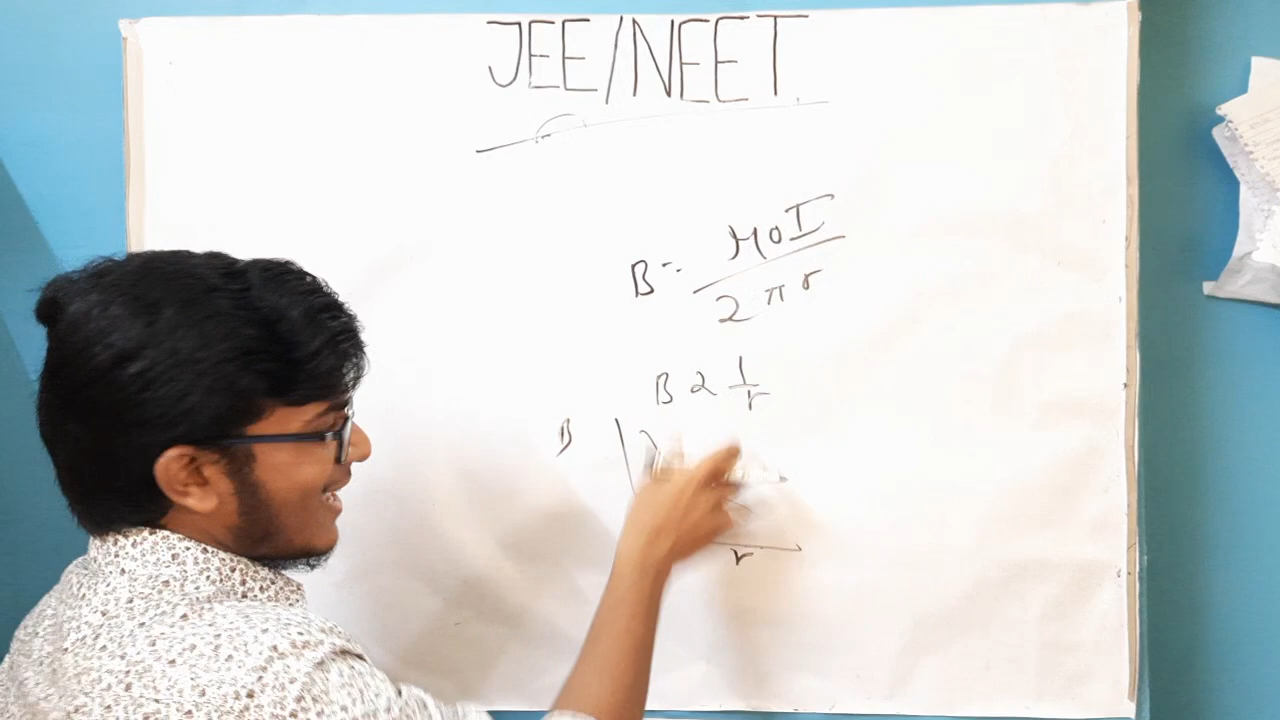 JEE/NEET
B = μ0I / 2πr
B α 1/r
B
r